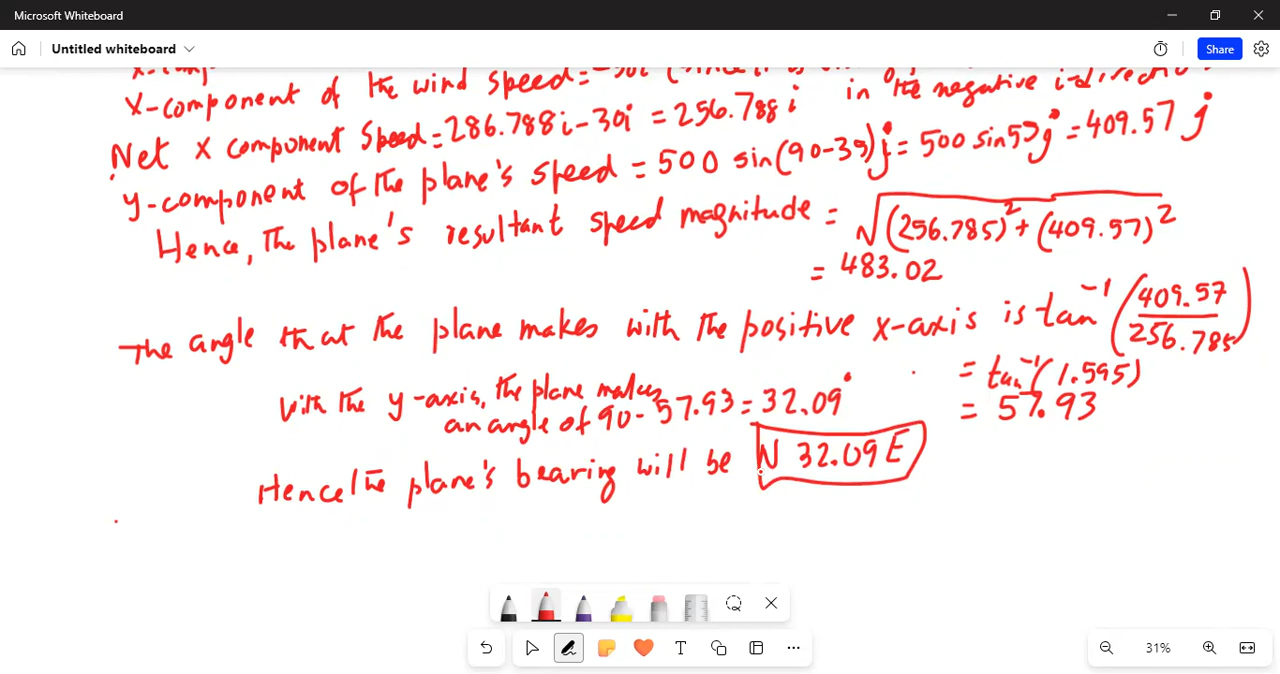 Microsoft Whiteboard
Untitled whiteboard
Share
X-component of the wind speed = -30i
in the negative i-direction
Net x component Speed = 286.788i-30i = 256.788i
y-component of the plane's speed = 500 sin(90-35)j = 500 sin55j = 409.57 j
Hence, the plane's resultant speed magnitude = √(256.785)²+(409.57)²
= 483.02
The angle that the plane makes with the positive x-axis is tan⁻¹(409.57/256.785)
= tan⁻¹(1.595)
= 57.93
With the y-axis, the plane makes
an angle of 90-57.93 = 32.09°
Hence the plane's bearing will be N 32.09 E
31%